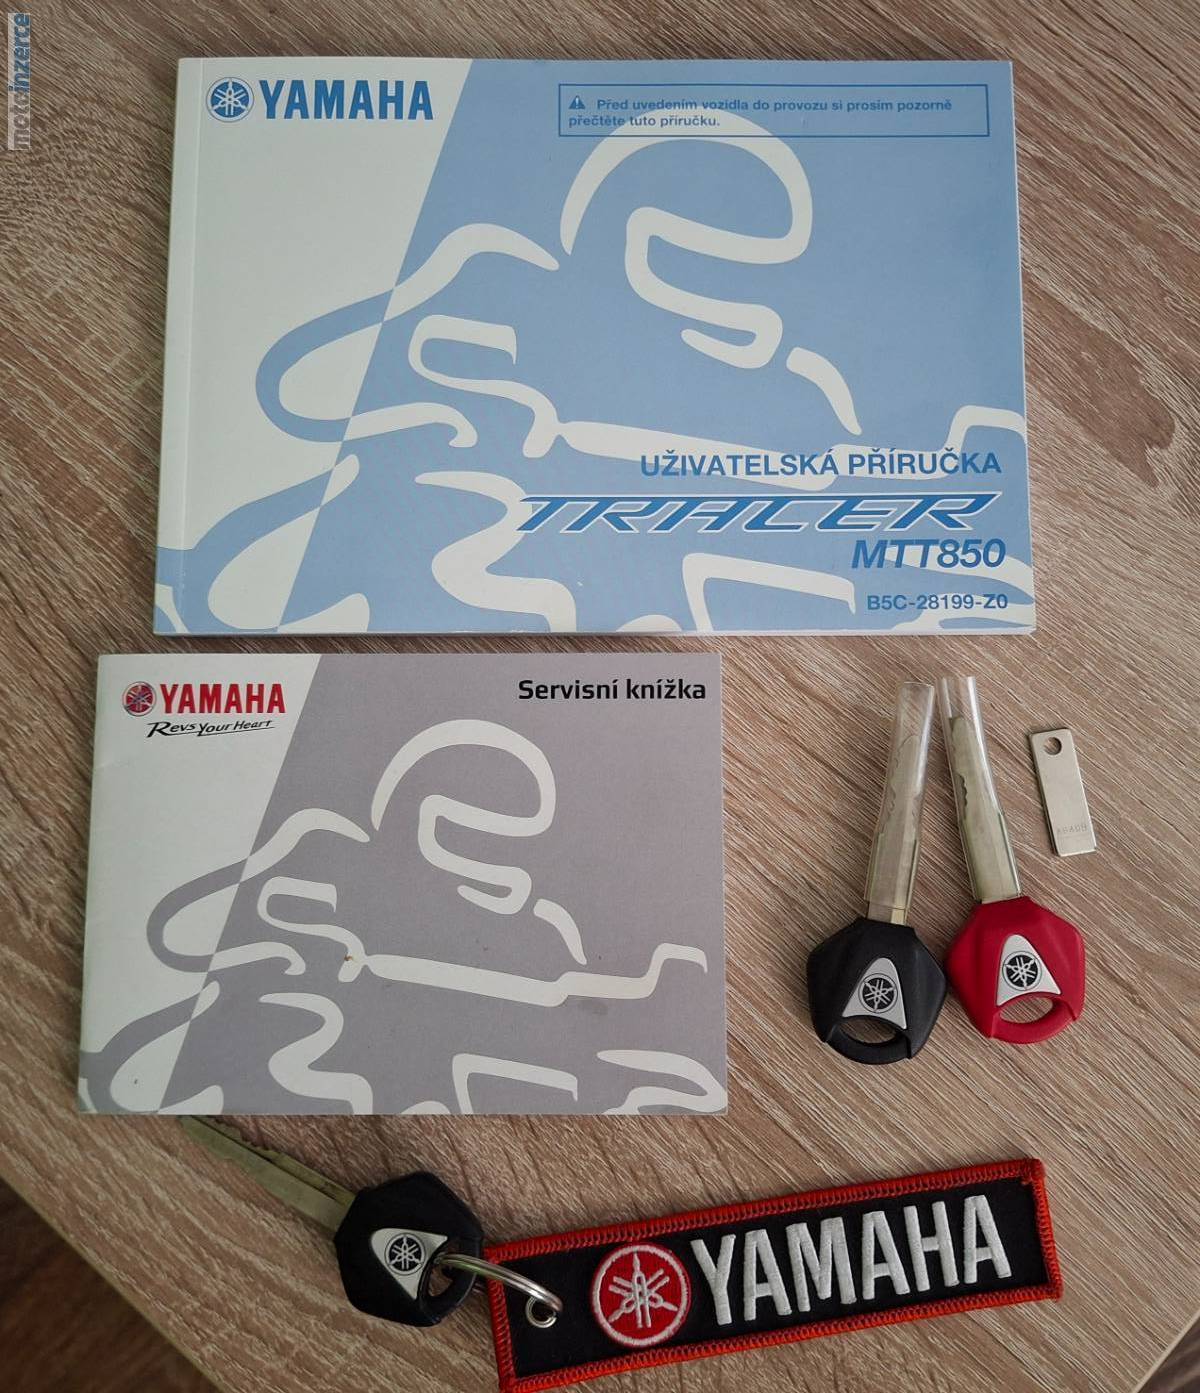 motoinzerce
YAMAHA
Před uvedením vozidla do provozu si prosím pozorně
přečtěte tuto příručku.
UŽIVATELSKÁ PŘÍRUČKA
TRACER
MTT850
B5C-28199-Z0
YAMAHA
Revs Your Heart
Servisní knížka
YAMAHA